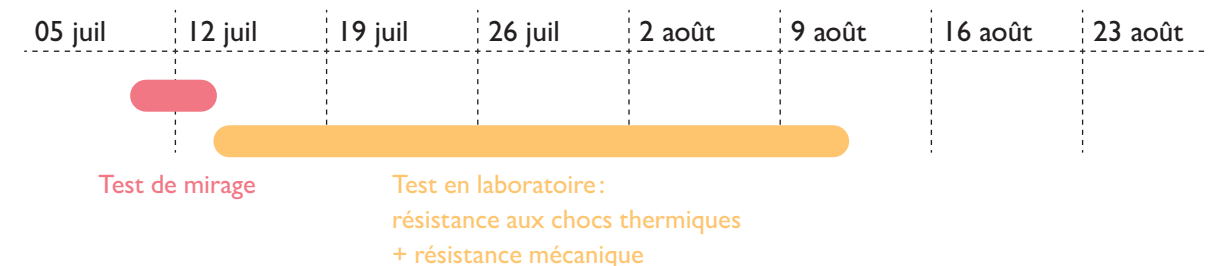 05 juil 12 juil 19 juil 26 juil 2 août 9 août 16 août 23 août
Test de mirage
Test en laboratoire :
résistance aux chocs thermiques
+ résistance mécanique